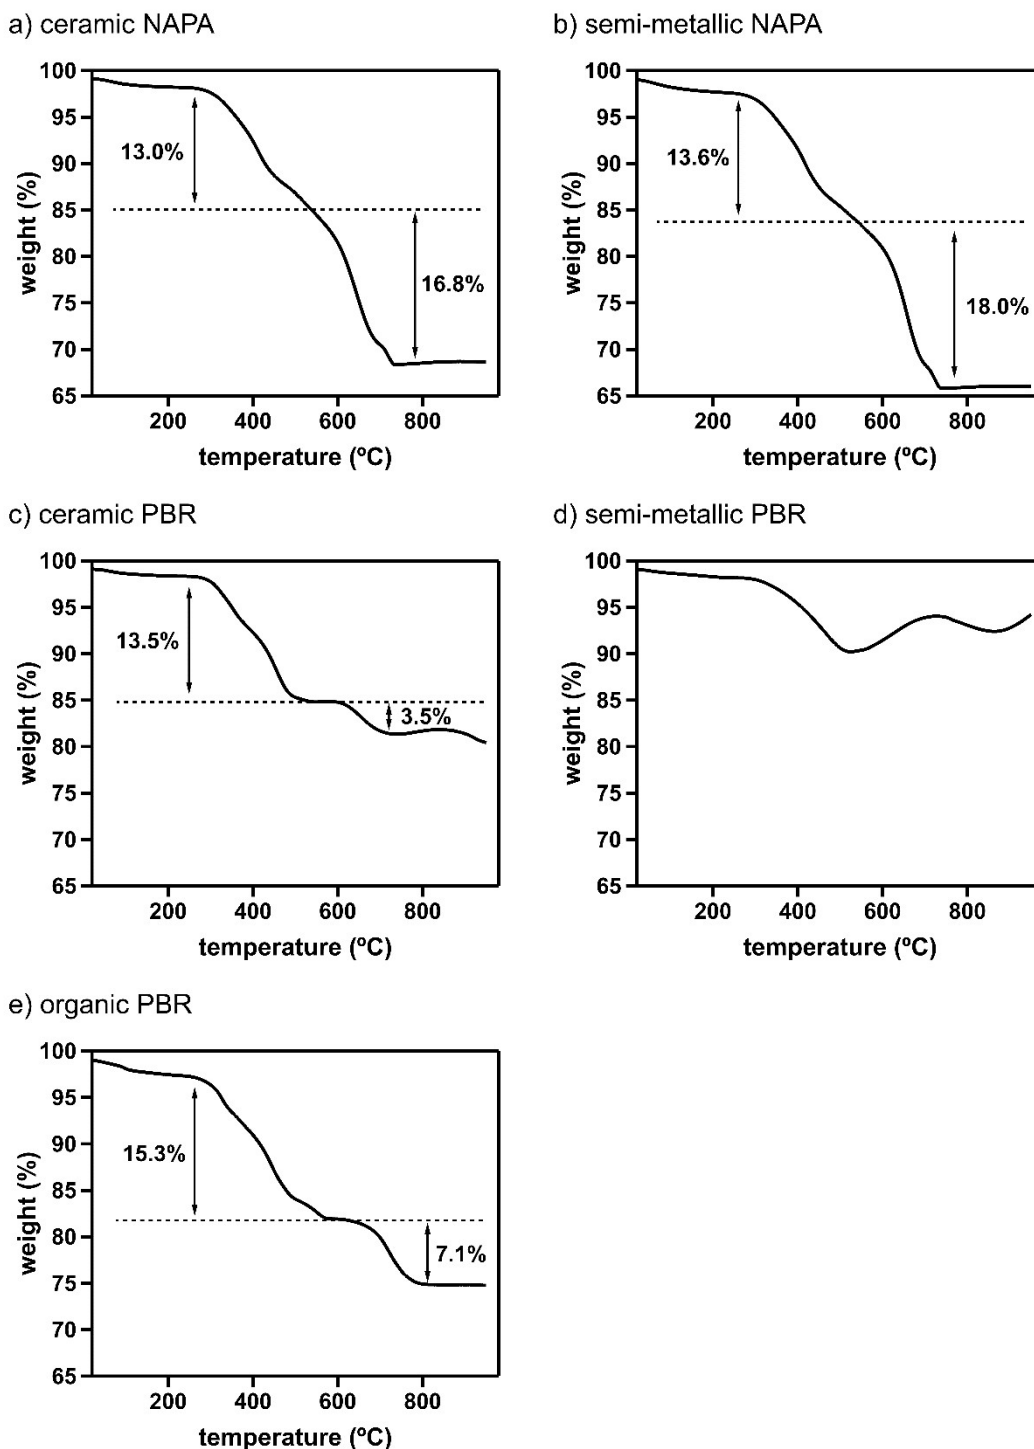 a) ceramic NAPA
100
95
90
85
80
75
70
65
13.0%
16.8%
weight (%)
200 400 600 800
temperature (ºC)
b) semi-metallic NAPA
100
95
90
85
80
75
70
65
13.6%
18.0%
weight (%)
200 400 600 800
temperature (ºC)
c) ceramic PBR
100
95
90
85
80
75
70
65
13.5%
3.5%
weight (%)
200 400 600 800
temperature (ºC)
d) semi-metallic PBR
100
95
90
85
80
75
70
65
weight (%)
200 400 600 800
temperature (ºC)
e) organic PBR
100
95
90
85
80
75
70
65
15.3%
7.1%
weight (%)
200 400 600 800
temperature (ºC)